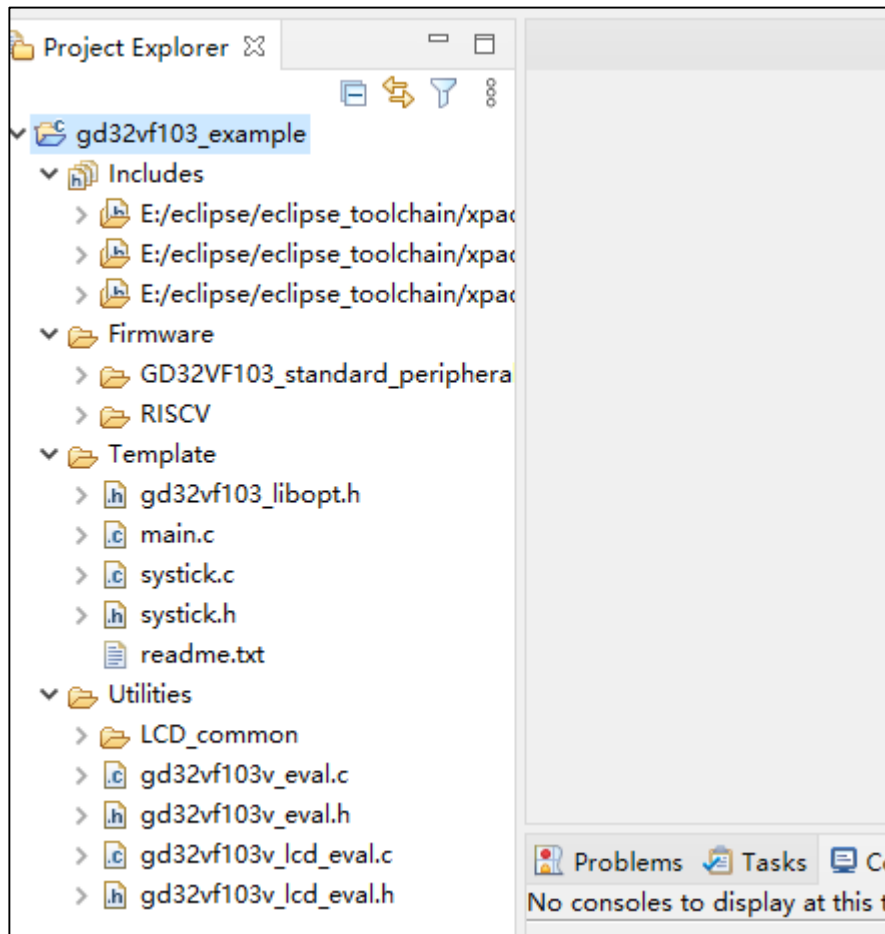 Project Explorer
gd32vf103_example
Includes
E:/eclipse/eclipse_toolchain/xpac
E:/eclipse/eclipse_toolchain/xpac
E:/eclipse/eclipse_toolchain/xpac
Firmware
GD32VF103_standard_periphera
RISCV
Template
gd32vf103_libopt.h
main.c
systick.c
systick.h
readme.txt
Utilities
LCD_common
gd32vf103v_eval.c
gd32vf103v_eval.h
gd32vf103v_lcd_eval.c
gd32vf103v_lcd_eval.h
Problems Tasks Co
No consoles to display at this t